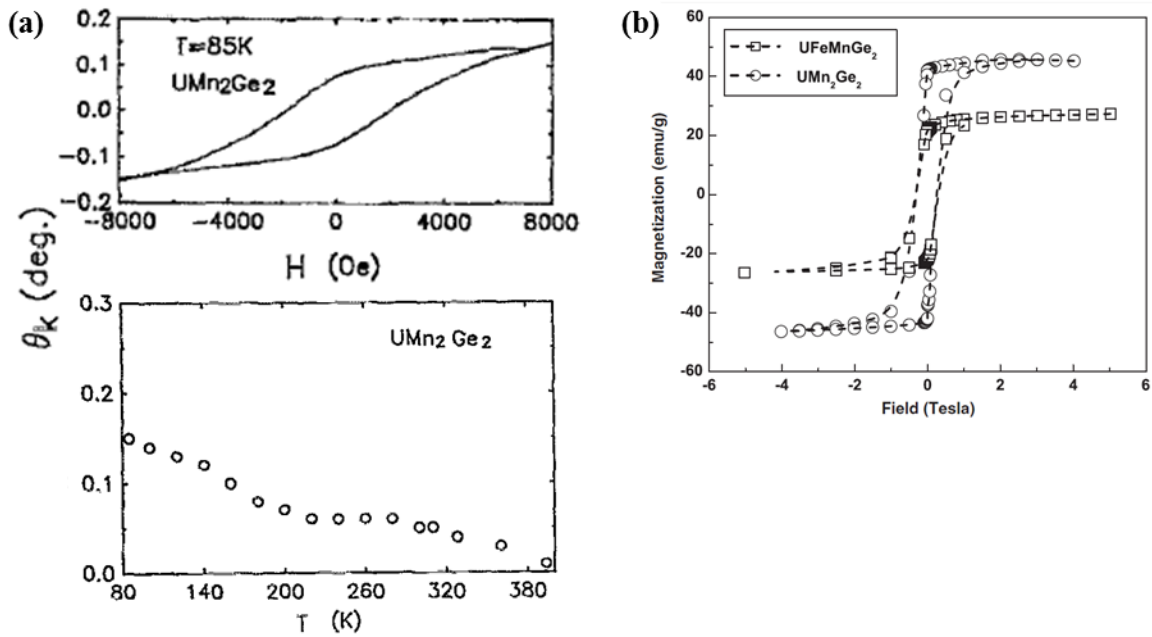 (a)
0.2
0.1
0.0
−0.1
−0.2
T=85K
UMn₂Ge₂
−8000 −4000 0 4000 8000
H (Oe)
θK (deg.)
0.3
0.2
0.1
0.0
UMn₂Ge₂
80 140 200 260 320 380
T (K)
(b)
60
40
20
0
-20
-40
-60
UFeMnGe₂
UMn₂Ge₂
Magnetization (emu/g)
-6 -4 -2 0 2 4 6
Field (Tesla)